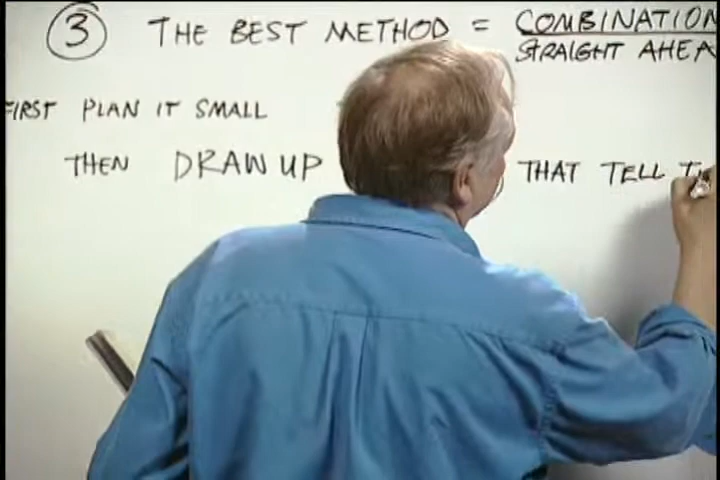 3 THE BEST METHOD = COMBINATION
STRAIGHT AHEA
FIRST PLAN IT SMALL
THEN DRAW UP THAT TELL